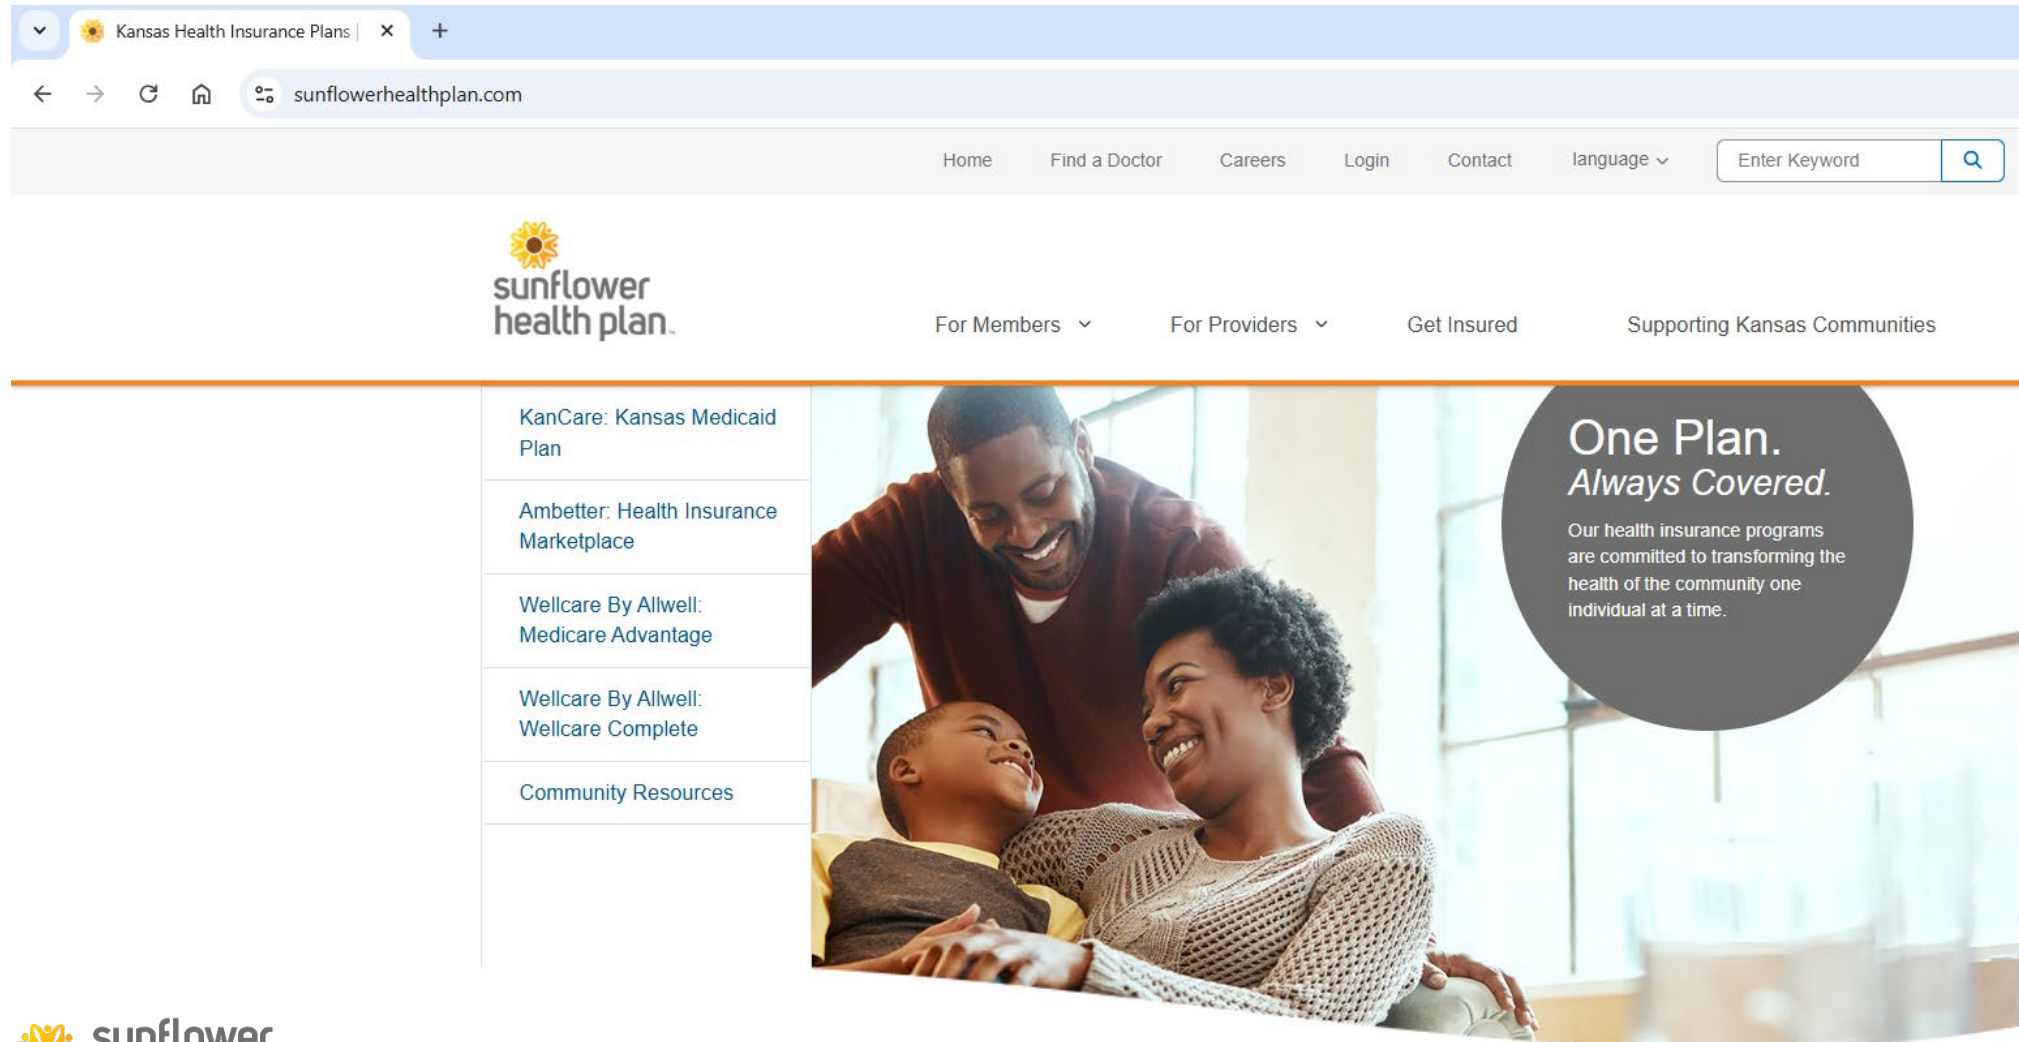 Kansas Health Insurance Plans |
sunflowerhealthplan.com
Home Find a Doctor Careers Login Contact language Enter Keyword
sunflower
health plan™
For Members For Providers Get Insured Supporting Kansas Communities
KanCare: Kansas Medicaid
Plan
Ambetter: Health Insurance
Marketplace
Wellcare By Allwell:
Medicare Advantage
Wellcare By Allwell:
Wellcare Complete
Community Resources
One Plan.
Always Covered.
Our health insurance programs
are committed to transforming the
health of the community one
individual at a time.
sunflower